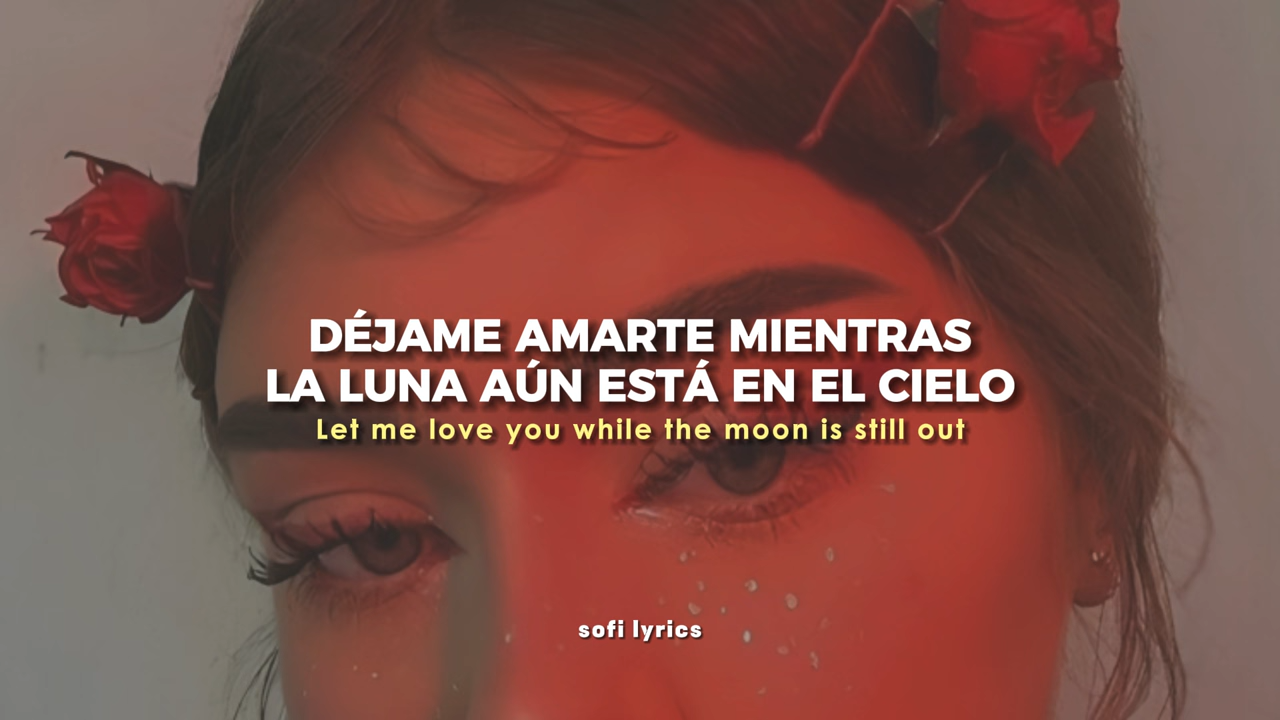 DÉJAME AMARTE MIENTRAS
LA LUNA AÚN ESTÁ EN EL CIELO
Let me love you while the moon is still out
sofi lyrics